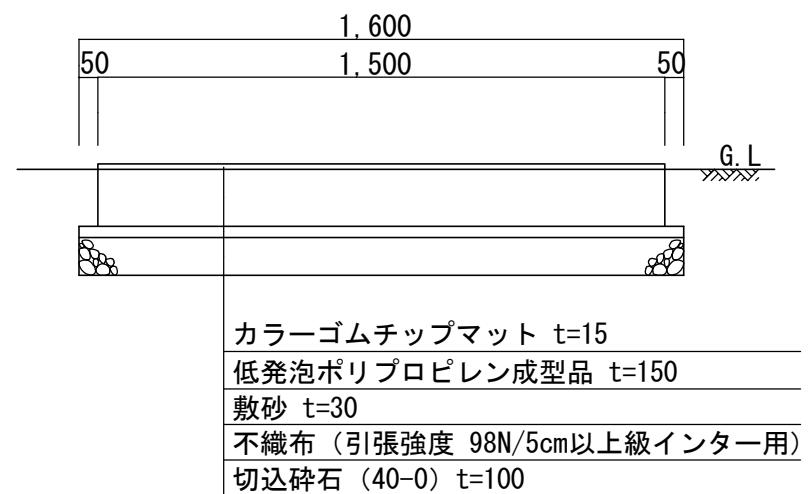 1,600
50 1,500 50
G.L
カラーゴムチップマット t=15
低発泡ポリプロピレン成型品 t=150
敷砂 t=30
不織布（引張強度 98N/5cm以上級インター用）
切込砕石（40-0）t=100